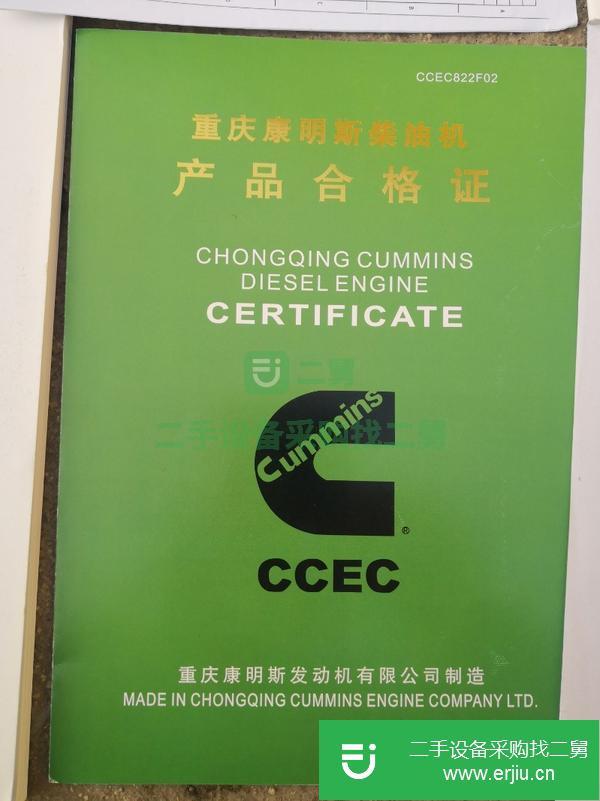 CCEC822F02
重庆康明斯柴油机
产品合格证
CHONGQING CUMMINS
DIESEL ENGINE
CERTIFICATE
二舅
Cummins
二手设备采购找二舅
®
CCEC
重庆康明斯发动机有限公司制造
MADE IN CHONGQING CUMMINS ENGINE COMPANY LTD.
二手设备采购找二舅
www.erjiu.cn